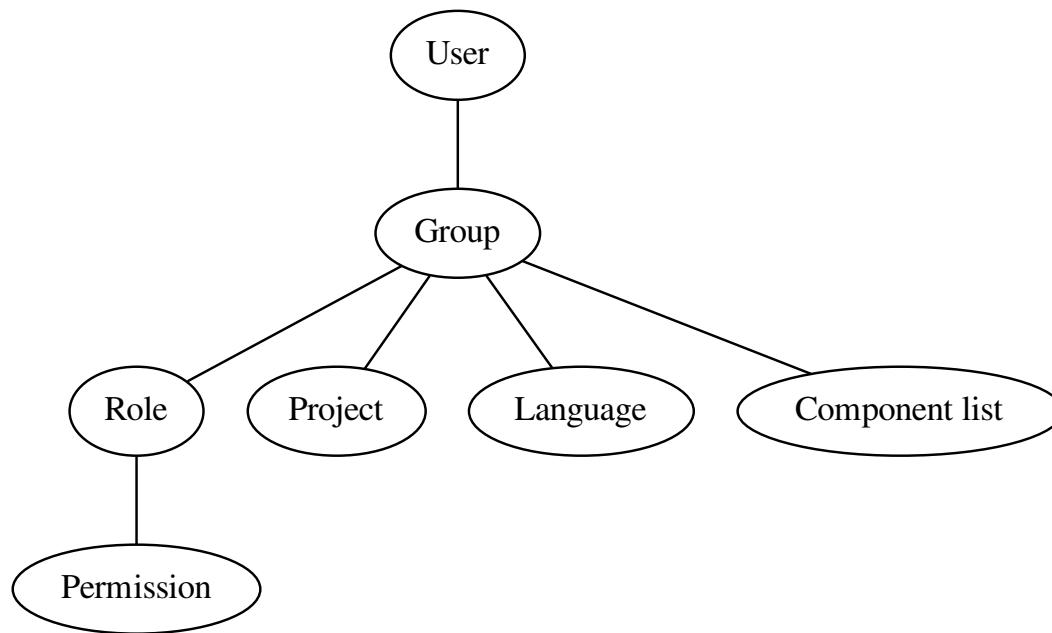 User
Group
Role
Project
Language
Component list
Permission